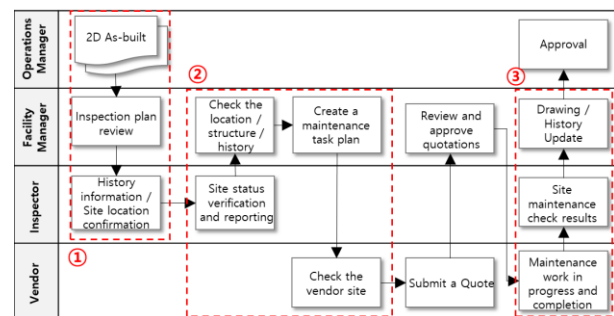 Operations
Manager
2D As-built
Approval
①
②
③
Facility
Manager
Inspection plan
review
Check the
location /
structure /
history
Create a
maintenance
task plan
Review and
approve
quotations
Drawing /
History
Update
Inspector
History
information /
Site location
confirmation
Site status
verification
and reporting
Site
maintenance
check results
Vendor
Check the
vendor site
Submit a Quote
Maintenance
work in
progress and
completion